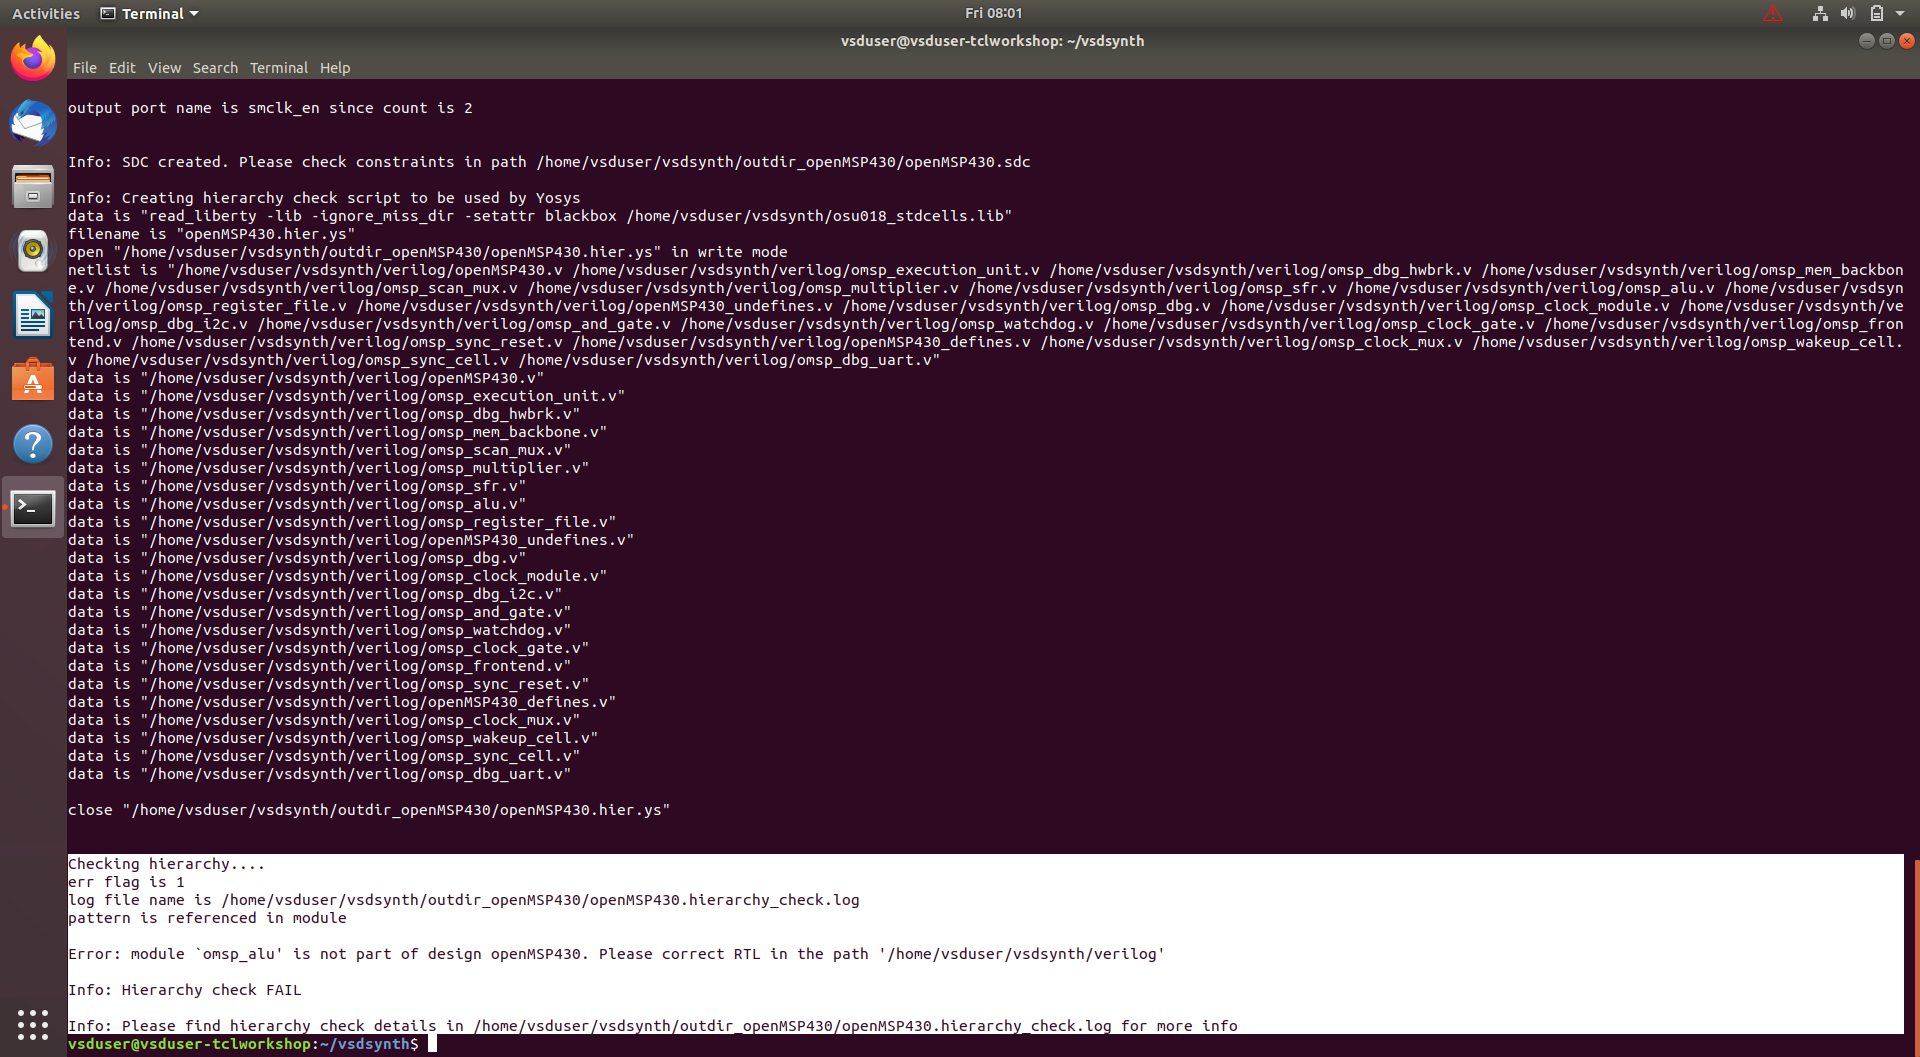 Activities
Terminal
Fri 08:01
vsduser@vsduser-tclworkshop: ~/vsdsynth
File Edit View Search Terminal Help
output port name is smclk_en since count is 2
Info: SDC created. Please check constraints in path /home/vsduser/vsdsynth/outdir_openMSP430/openMSP430.sdc
Info: Creating hierarchy check script to be used by Yosys
data is "read_liberty -lib -ignore_miss_dir -setattr blackbox /home/vsduser/vsdsynth/osu018_stdcells.lib"
filename is "openMSP430.hier.ys"
open "/home/vsduser/vsdsynth/outdir_openMSP430/openMSP430.hier.ys" in write mode
netlist is "/home/vsduser/vsdsynth/verilog/openMSP430.v /home/vsduser/vsdsynth/verilog/omsp_execution_unit.v /home/vsduser/vsdsynth/verilog/omsp_dbg_hwbrk.v /home/vsduser/vsdsynth/verilog/omsp_mem_backbon
e.v /home/vsduser/vsdsynth/verilog/omsp_scan_mux.v /home/vsduser/vsdsynth/verilog/omsp_multiplier.v /home/vsduser/vsdsynth/verilog/omsp_sfr.v /home/vsduser/vsdsynth/verilog/omsp_alu.v /home/vsduser/vsdsyn
th/verilog/omsp_register_file.v /home/vsduser/vsdsynth/verilog/openMSP430_undefines.v /home/vsduser/vsdsynth/verilog/omsp_dbg.v /home/vsduser/vsdsynth/verilog/omsp_clock_module.v /home/vsduser/vsdsynth/ve
rilog/omsp_dbg_i2c.v /home/vsduser/vsdsynth/verilog/omsp_and_gate.v /home/vsduser/vsdsynth/verilog/omsp_watchdog.v /home/vsduser/vsdsynth/verilog/omsp_clock_gate.v /home/vsduser/vsdsynth/verilog/omsp_fron
tend.v /home/vsduser/vsdsynth/verilog/omsp_sync_reset.v /home/vsduser/vsdsynth/verilog/openMSP430_defines.v /home/vsduser/vsdsynth/verilog/omsp_clock_mux.v /home/vsduser/vsdsynth/verilog/omsp_wakeup_cell.
v /home/vsduser/vsdsynth/verilog/omsp_sync_cell.v /home/vsduser/vsdsynth/verilog/omsp_dbg_uart.v"
data is "/home/vsduser/vsdsynth/verilog/openMSP430.v"
data is "/home/vsduser/vsdsynth/verilog/omsp_execution_unit.v"
data is "/home/vsduser/vsdsynth/verilog/omsp_dbg_hwbrk.v"
data is "/home/vsduser/vsdsynth/verilog/omsp_mem_backbone.v"
data is "/home/vsduser/vsdsynth/verilog/omsp_scan_mux.v"
data is "/home/vsduser/vsdsynth/verilog/omsp_multiplier.v"
data is "/home/vsduser/vsdsynth/verilog/omsp_sfr.v"
data is "/home/vsduser/vsdsynth/verilog/omsp_alu.v"
data is "/home/vsduser/vsdsynth/verilog/omsp_register_file.v"
data is "/home/vsduser/vsdsynth/verilog/openMSP430_undefines.v"
data is "/home/vsduser/vsdsynth/verilog/omsp_dbg.v"
data is "/home/vsduser/vsdsynth/verilog/omsp_clock_module.v"
data is "/home/vsduser/vsdsynth/verilog/omsp_dbg_i2c.v"
data is "/home/vsduser/vsdsynth/verilog/omsp_and_gate.v"
data is "/home/vsduser/vsdsynth/verilog/omsp_watchdog.v"
data is "/home/vsduser/vsdsynth/verilog/omsp_clock_gate.v"
data is "/home/vsduser/vsdsynth/verilog/omsp_frontend.v"
data is "/home/vsduser/vsdsynth/verilog/omsp_sync_reset.v"
data is "/home/vsduser/vsdsynth/verilog/openMSP430_defines.v"
data is "/home/vsduser/vsdsynth/verilog/omsp_clock_mux.v"
data is "/home/vsduser/vsdsynth/verilog/omsp_wakeup_cell.v"
data is "/home/vsduser/vsdsynth/verilog/omsp_sync_cell.v"
data is "/home/vsduser/vsdsynth/verilog/omsp_dbg_uart.v"
close "/home/vsduser/vsdsynth/outdir_openMSP430/openMSP430.hier.ys"
Checking hierarchy....
err flag is 1
log file name is /home/vsduser/vsdsynth/outdir_openMSP430/openMSP430.hierarchy_check.log
pattern is referenced in module
Error: module `omsp_alu' is not part of design openMSP430. Please correct RTL in the path '/home/vsduser/vsdsynth/verilog'
Info: Hierarchy check FAIL
Info: Please find hierarchy check details in /home/vsduser/vsdsynth/outdir_openMSP430/openMSP430.hierarchy_check.log for more info
vsduser@vsduser-tclworkshop:~/vsdsynth$